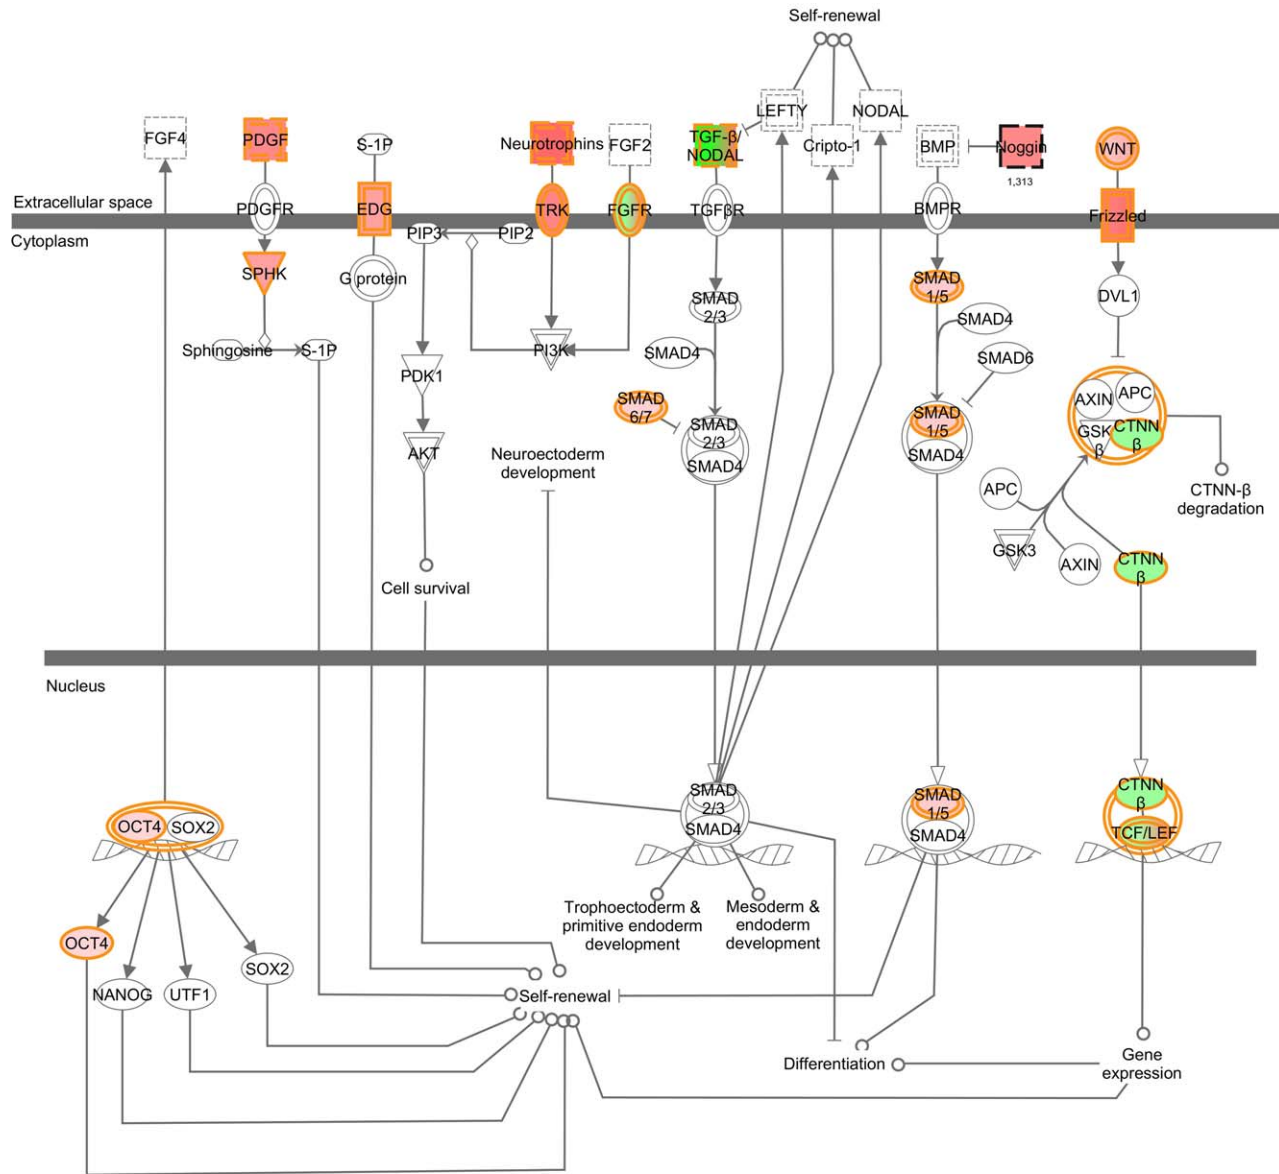 Self-renewal
FGF4
PDGF
S-1P
Neurotrophins
FGF2
TGF-β/
NODAL
LEFTY
Cripto-1
NODAL
BMP
Noggin
1,313
WNT
Extracellular space
Cytoplasm
PDGFR
EDG
PIP3
PIP2
TRK
FGFR
TGFβR
BMPR
Frizzled
SPHK
G protein
SMAD
2/3
SMAD
1/5
DVL1
Sphingosine
S-1P
PDK1
PI3K
SMAD4
SMAD4
SMAD6
AXIN
APC
GSK
β
CTNN
β
SMAD
6/7
SMAD
2/3
SMAD4
SMAD
1/5
SMAD4
AKT
Neuroectoderm
development
APC
GSK3
AXIN
CTNN
β
CTNN-β
degradation
Cell survival
Nucleus
OCT4
SOX2
SMAD
2/3
SMAD4
SMAD
1/5
SMAD4
CTNN
β
TCF/LEF
Trophoectoderm &
primitive endoderm
development
Mesoderm &
endoderm
development
OCT4
NANOG
UTF1
SOX2
Self-renewal
Differentiation
Gene
expression